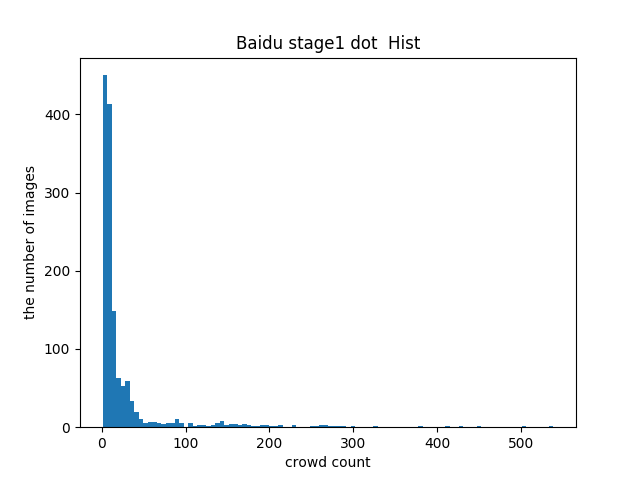 Baidu stage1 dot  Hist
the number of images
400
300
200
100
0
0 100 200 300 400 500
crowd count